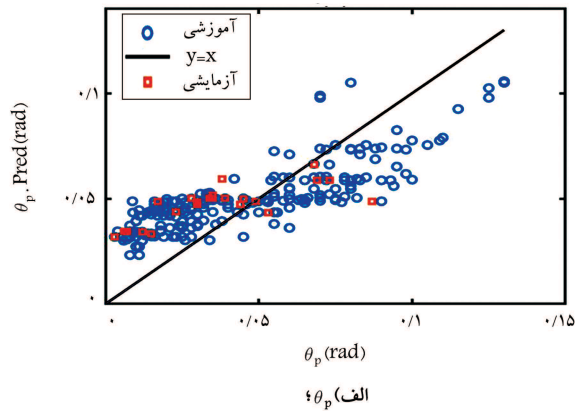 آموزشی
y=x
آزمایشی
۰/۱
۰/۰۵
۰
θp, Pred(rad)
۰ ۰/۰۵ ۰/۱ ۰/۱۵
θp (rad)
الف) θp؛